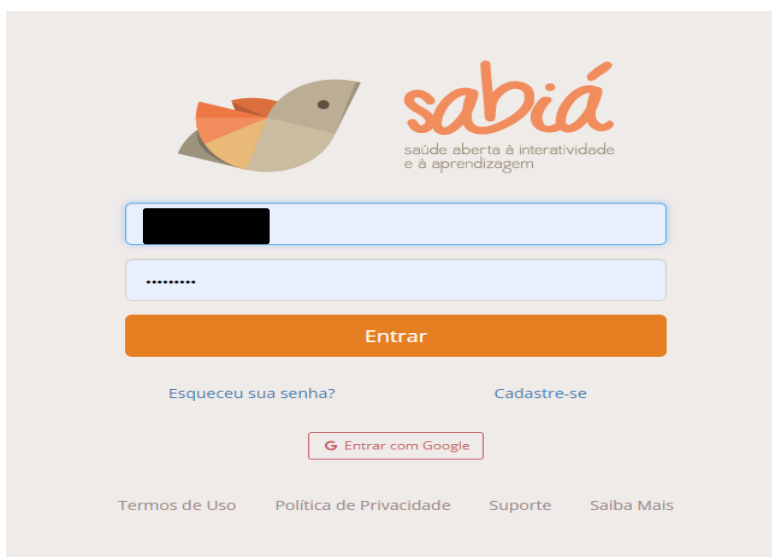 sabiá
saúde aberta à interatividade
e à aprendizagem
•••••••••
Entrar
Esqueceu sua senha? Cadastre-se
G Entrar com Google
Termos de Uso Política de Privacidade Suporte Saiba Mais